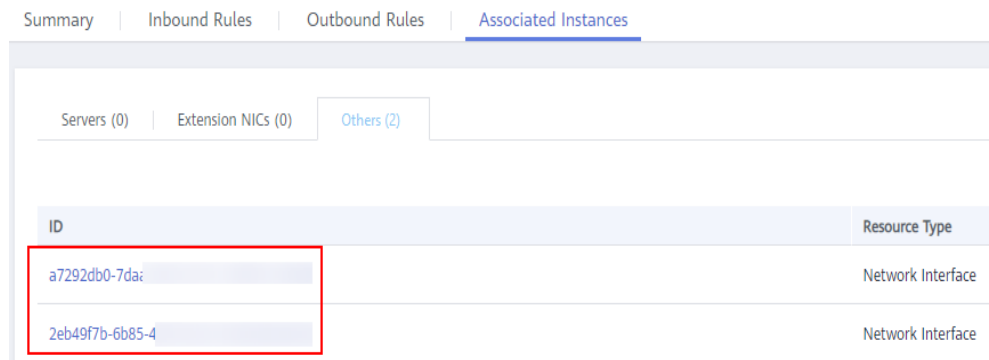 Summary Inbound Rules Outbound Rules Associated Instances
Servers (0) Extension NICs (0) Others (2)
ID Resource Type
a7292db0-7daa Network Interface
2eb49f7b-6b85-4 Network Interface